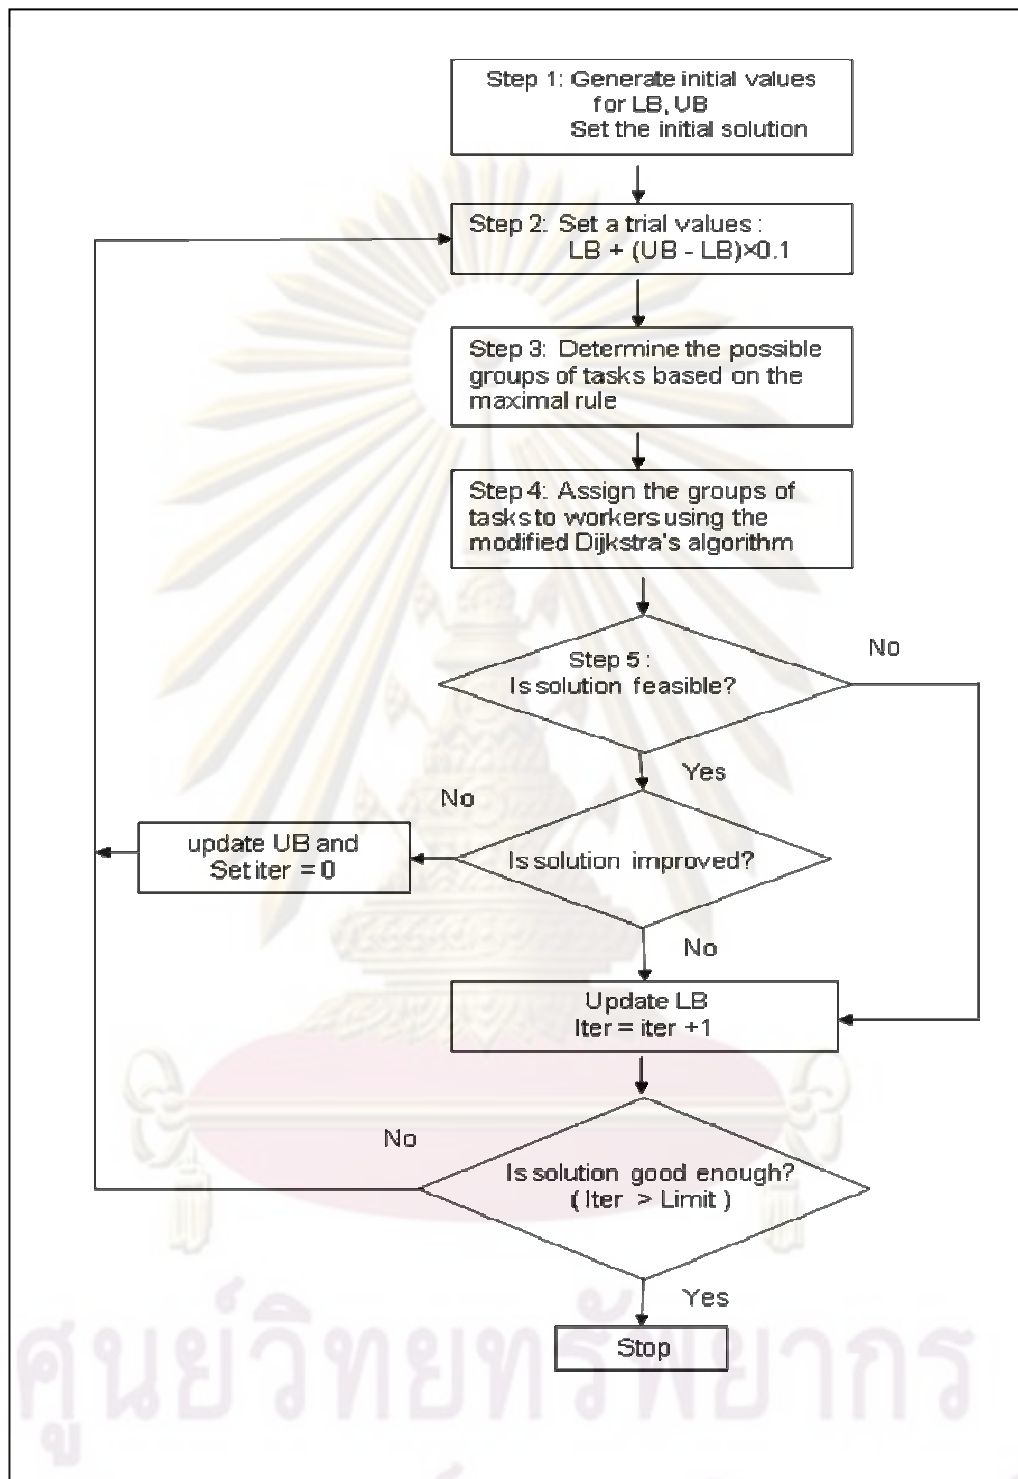 Step 1: Generate initial values
for LB, UB
Set the initial solution
Step 2: Set a trial values :
LB + (UB - LB)×0.1
Step 3: Determine the possible
groups of tasks based on the
maximal rule
Step 4: Assign the groups of
tasks to workers using the
modified Dijkstra's algorithm
Step 5 :
Is solution feasible?
No
Yes
No
update UB and
Set iter = 0
Is solution improved?
No
Update LB
Iter = iter +1
No
Is solution good enough?
( Iter > Limit )
Yes
Stop
ศูนย์วิทยทรัพยากร